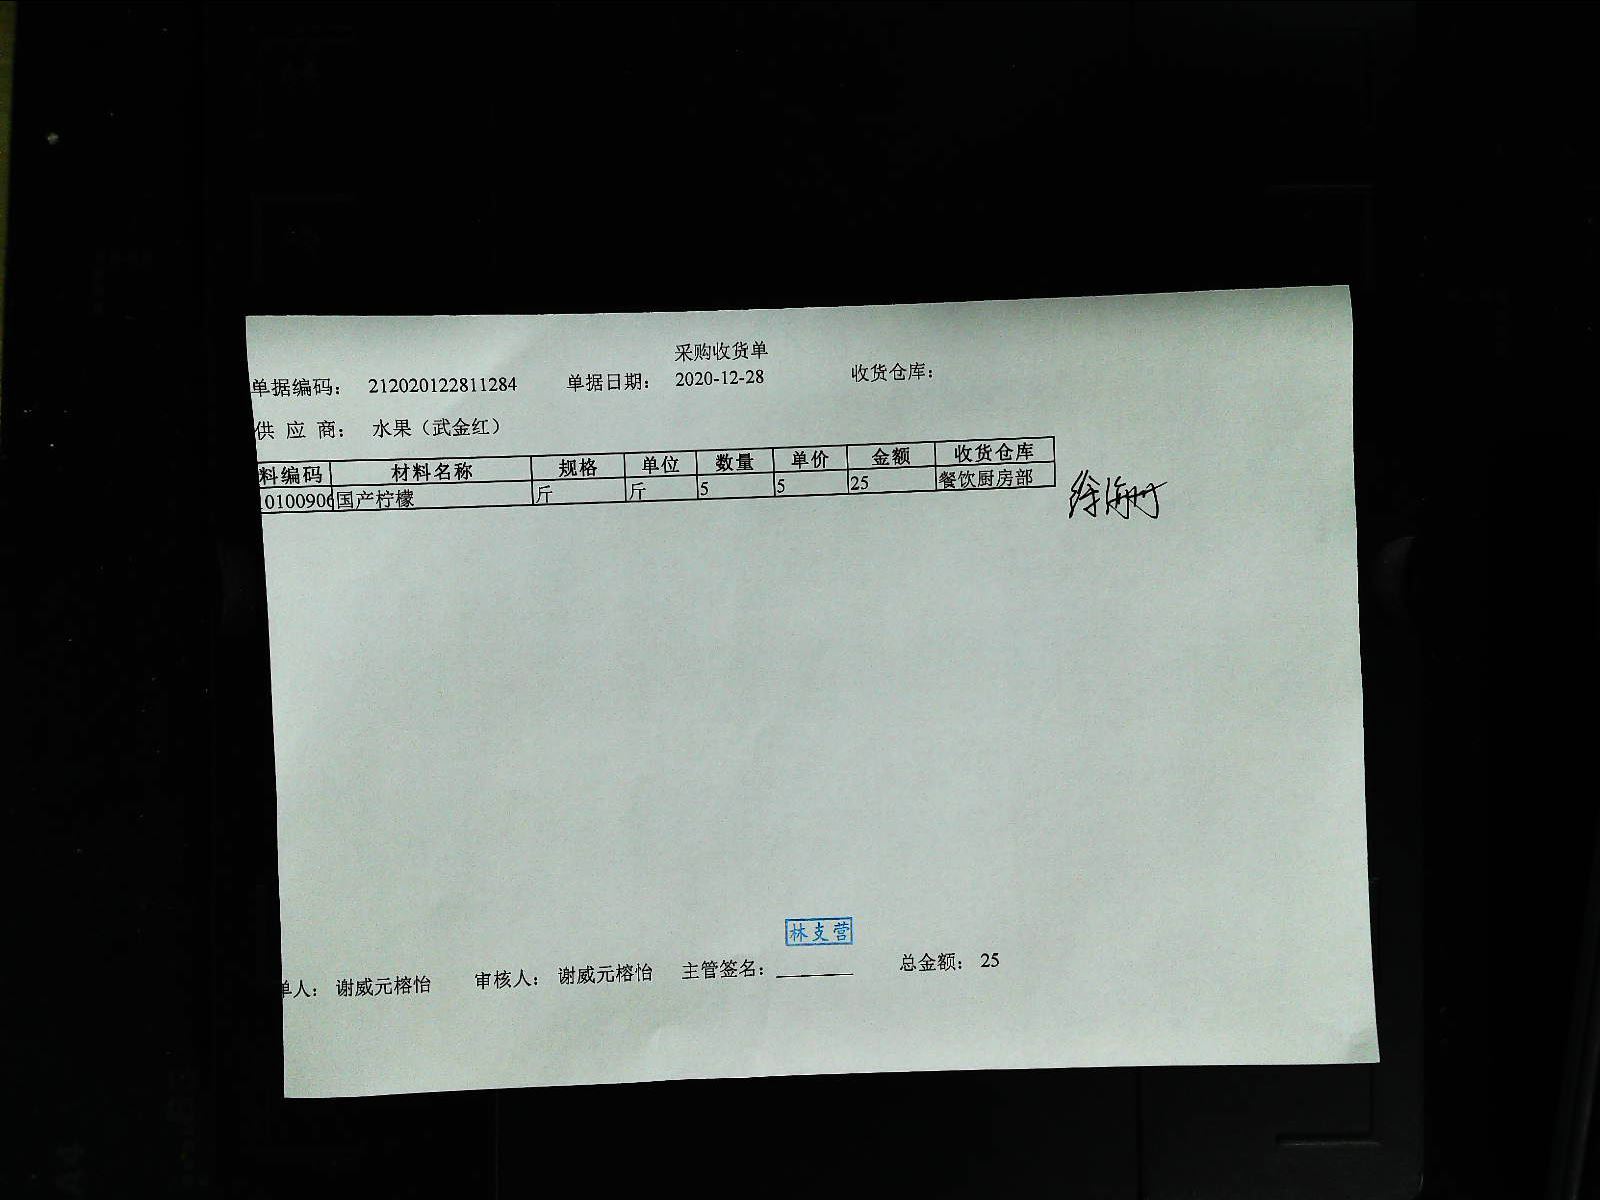 采购收货单
单据编码： 212020122811284 单据日期： 2020-12-28 收货仓库：
供 应 商： 水果（武金红）
料编码 材料名称 规格 单位 数量 单价 金额 收货仓库
10100906 国产柠檬 斤 斤 5 5 25 餐饮厨房部
林支营
单人： 谢威元榕怡 审核人： 谢威元榕怡 主管签名： 总金额： 25